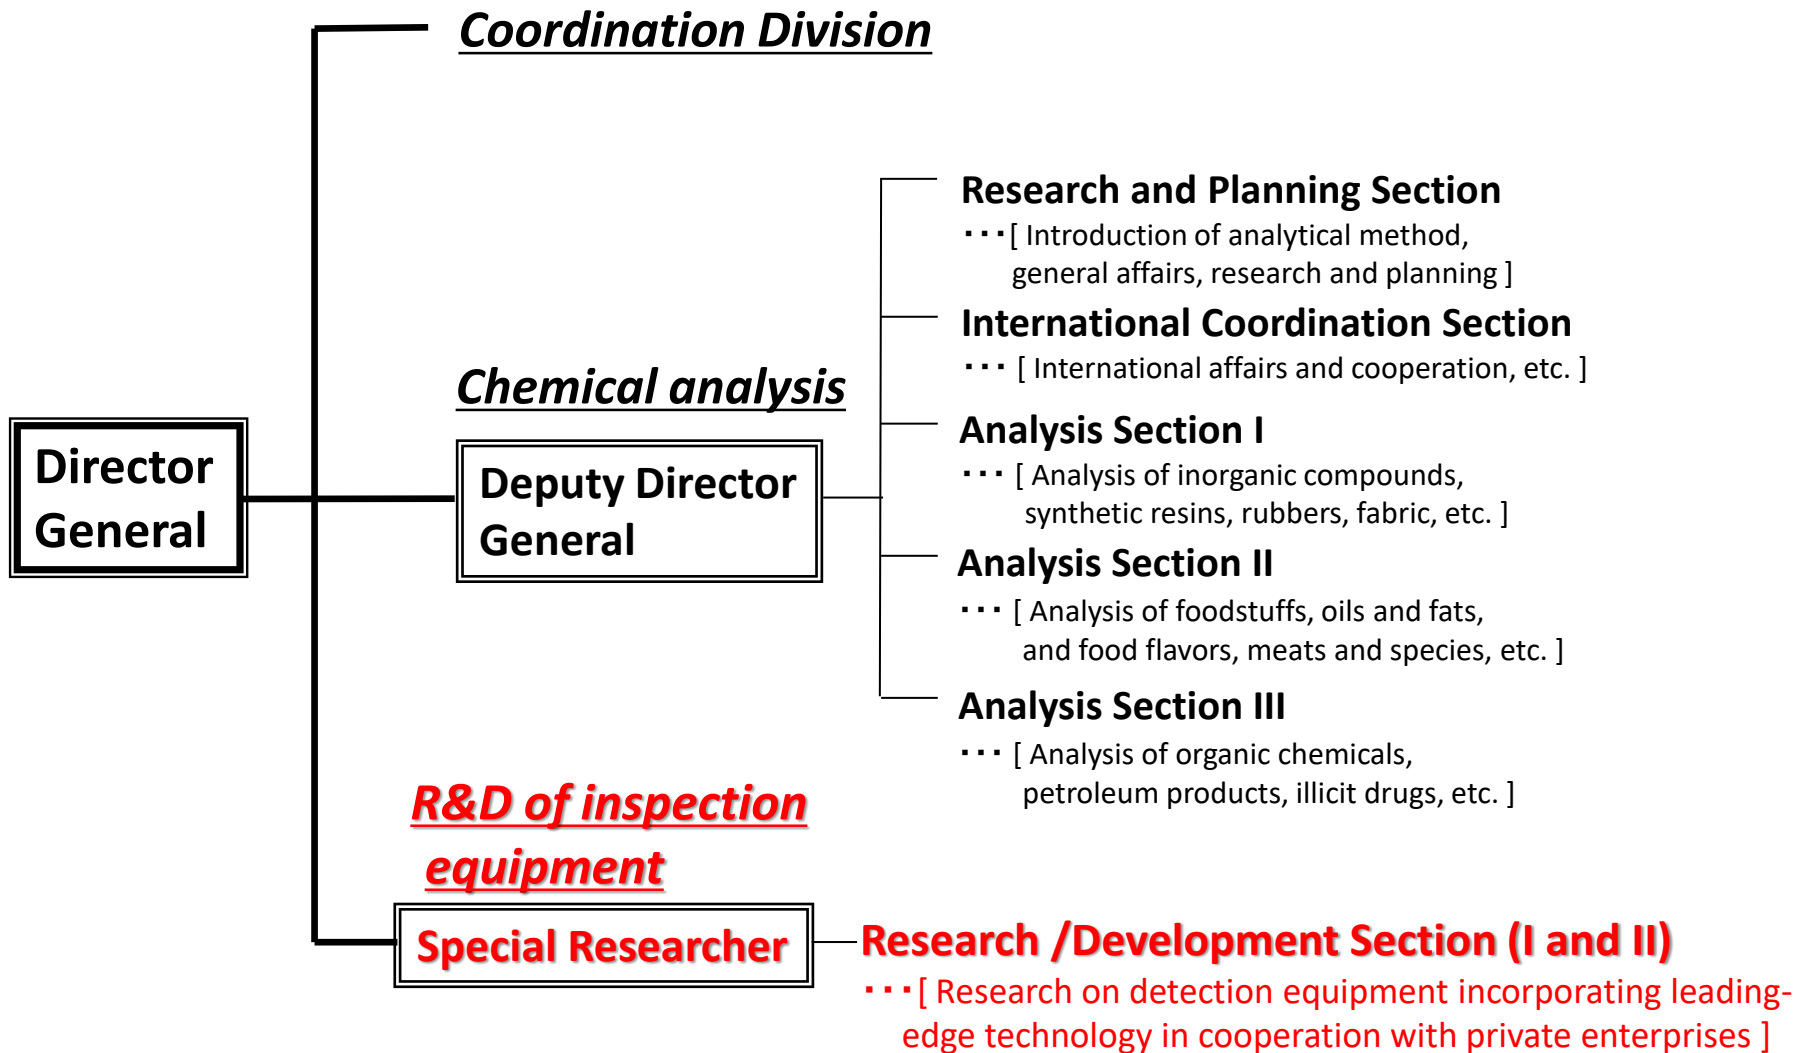 Coordination Division
Research and Planning Section
･･･[ Introduction of analytical method,
general affairs, research and planning ]
International Coordination Section
･･･ [ International affairs and cooperation, etc. ]
Chemical analysis
Director
General
Deputy Director
General
Analysis Section I
･･･ [ Analysis of inorganic compounds,
synthetic resins, rubbers, fabric, etc. ]
Analysis Section II
･･･ [ Analysis of foodstuffs, oils and fats,
and food flavors, meats and species, etc. ]
Analysis Section III
･･･ [ Analysis of organic chemicals,
petroleum products, illicit drugs, etc. ]
R&D of inspection
equipment
Special Researcher
Research /Development Section (I and II)
･･･[ Research on detection equipment incorporating leading-
edge technology in cooperation with private enterprises ]